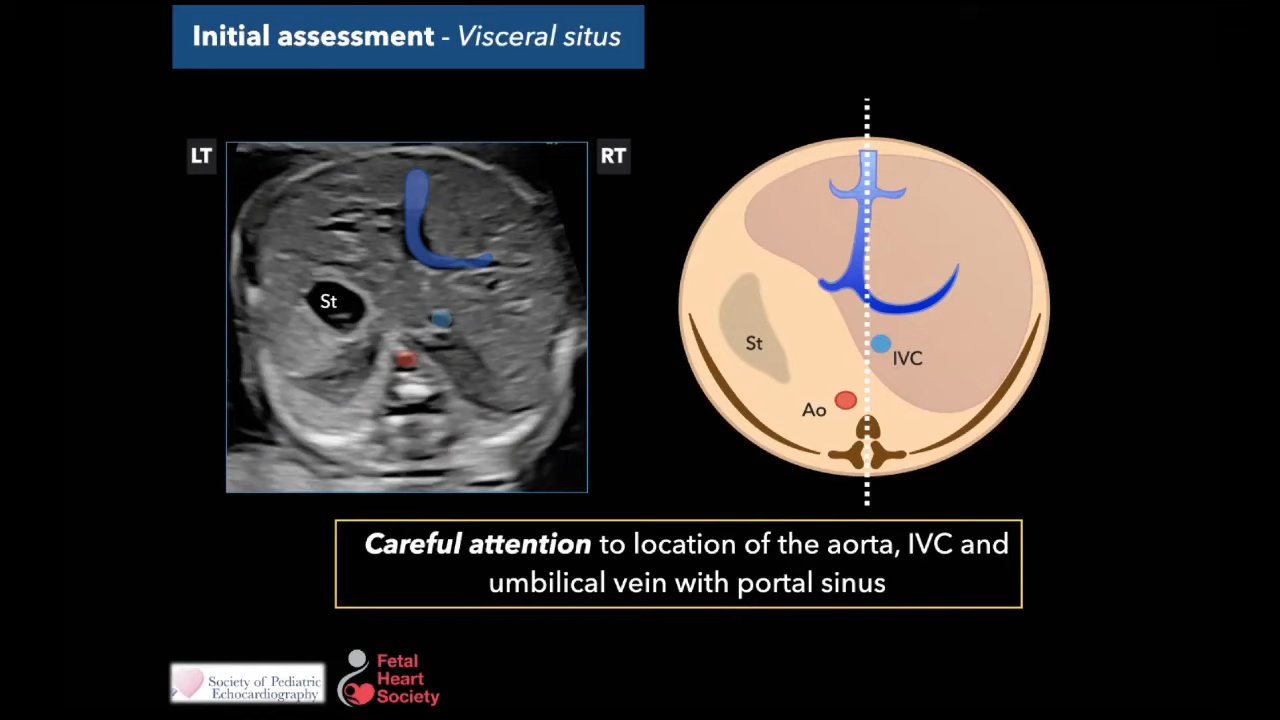 Initial assessment - Visceral situs
LT
RT
St
St
IVC
Ao
Careful attention to location of the aorta, IVC and
umbilical vein with portal sinus
Society of Pediatric
Echocardiography
Fetal
Heart
Society